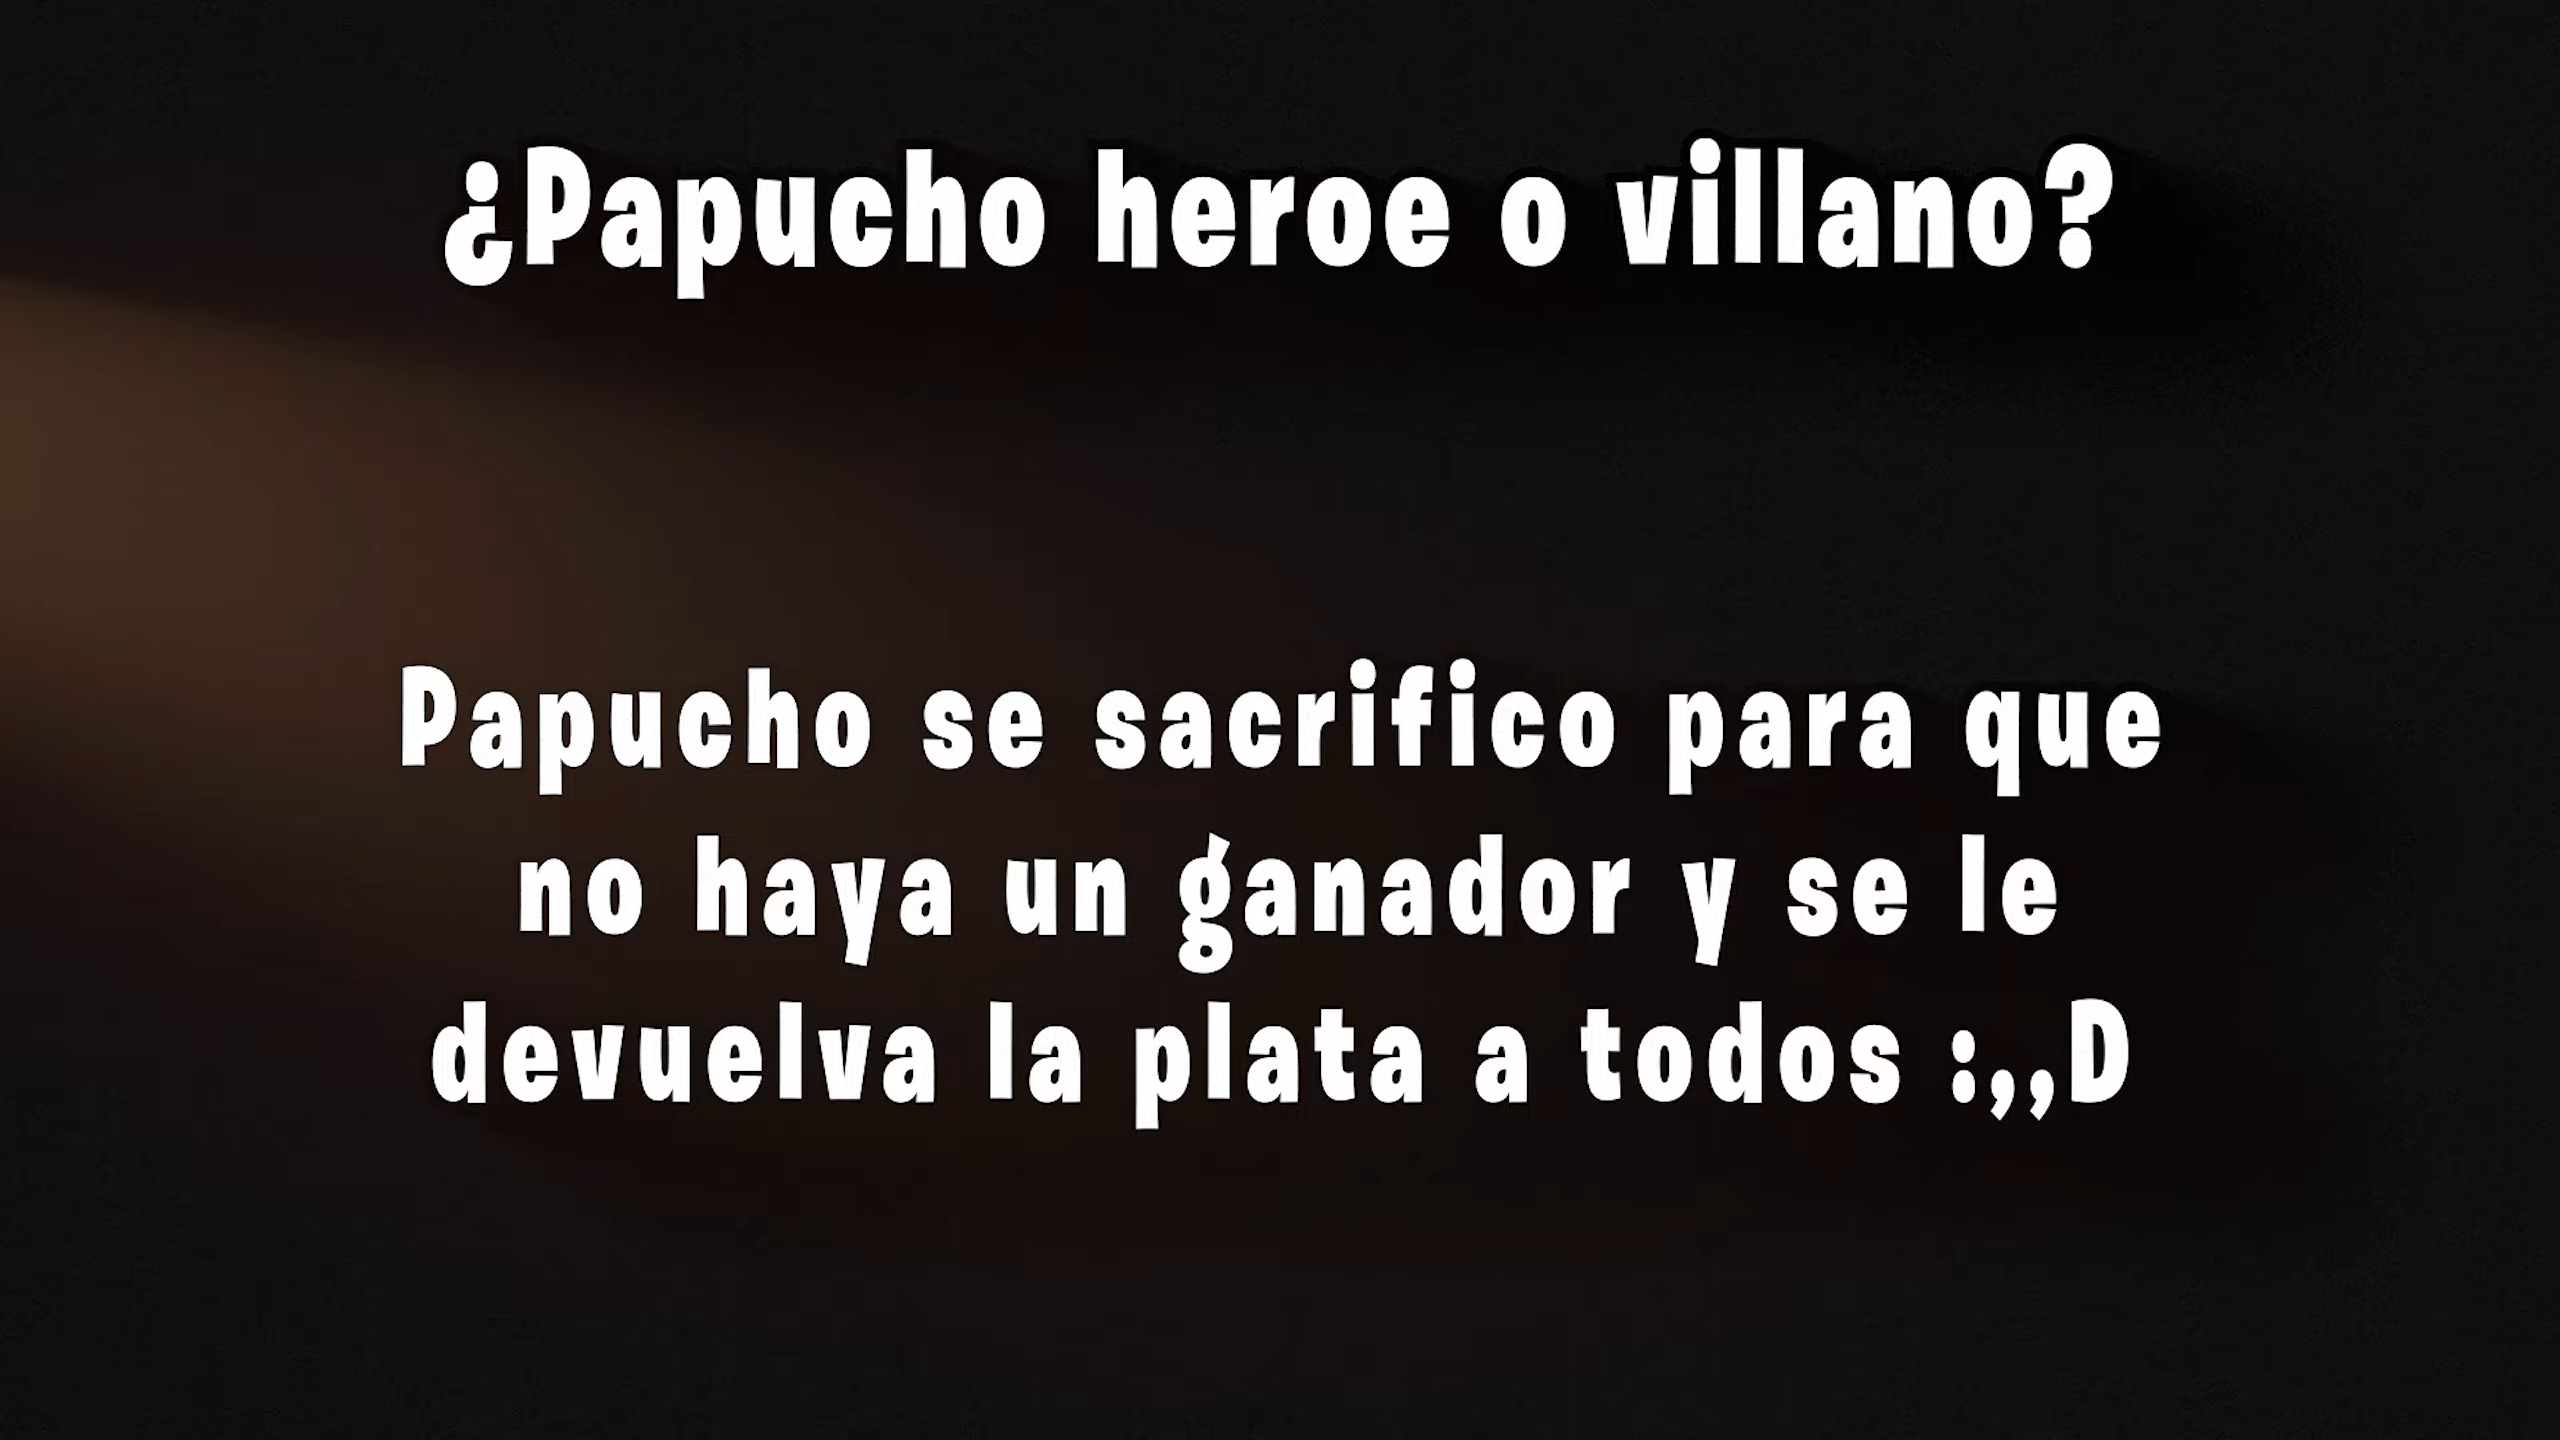 ¿Papucho heroe o villano?
Papucho se sacrifico para que
no haya un ganador y se le
devuelva la plata a todos :,,D